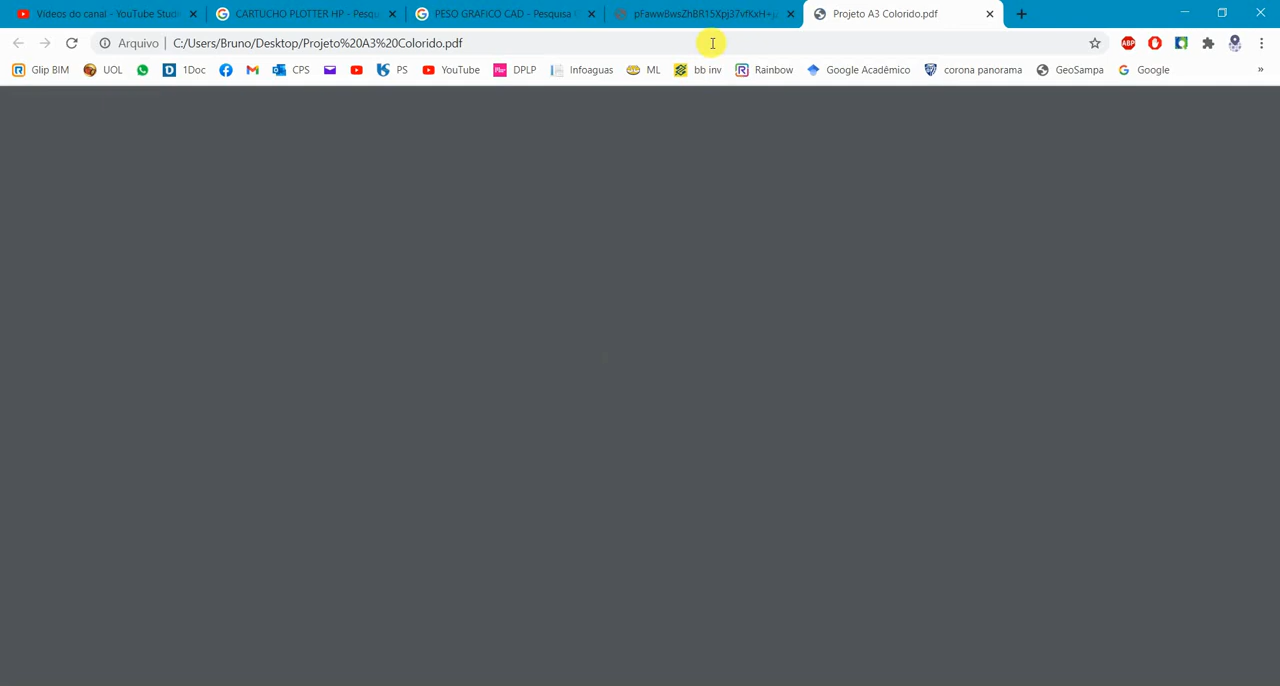 Vídeos do canal - YouTube Studi
CARTUCHO PLOTTER HP - Pesqu
PESO GRAFICO CAD - Pesquisa
Projeto A3 Colorido.pdf
Arquivo | C:/Users/Bruno/Desktop/Projeto%20A3%20Colorido.pdf
ABP
Glip BIM UOL 1Doc CPS PS YouTube DPLP Infoaguas ML bb inv Rainbow Google Acadêmico corona panorama GeoSampa Google »